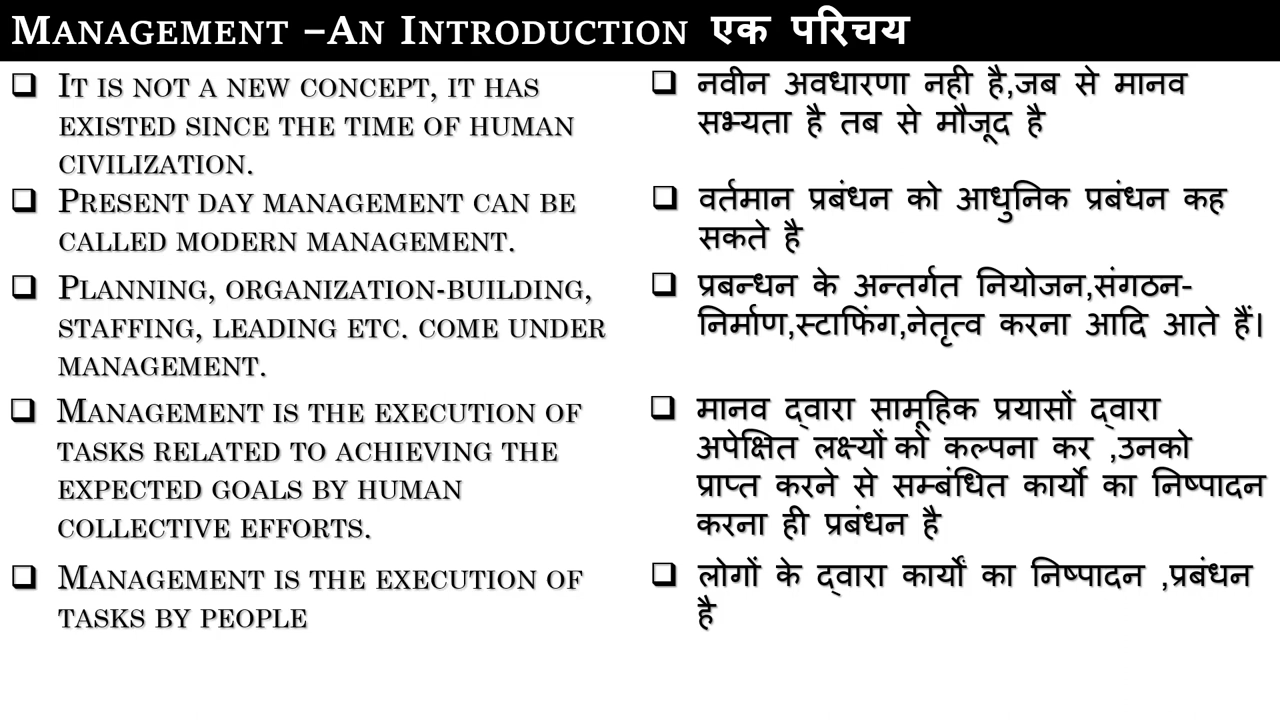 Management –An Introduction एक परिचय
❑ It is not a new concept, it has
existed since the time of human
civilization.
❑ Present day management can be
called modern management.
❑ Planning, organization-building,
staffing, leading etc. come under
management.
❑ Management is the execution of
tasks related to achieving the
expected goals by human
collective efforts.
❑ Management is the execution of
tasks by people
❑ नवीन अवधारणा नही है,जब से मानव
सभ्यता है तब से मौजूद है
❑ वर्तमान प्रबंधन को आधुनिक प्रबंधन कह
सकते है
❑ प्रबन्धन के अन्तर्गत नियोजन,संगठन-
निर्माण,स्टाफिंग,नेतृत्व करना आदि आते हैं।
❑ मानव द्वारा सामूहिक प्रयासों द्वारा
अपेक्षित लक्ष्यों को कल्पना कर ,उनको
प्राप्त करने से सम्बंधित कार्यो का निष्पादन
करना ही प्रबंधन है
❑ लोगों के द्वारा कार्यों का निष्पादन ,प्रबंधन
है